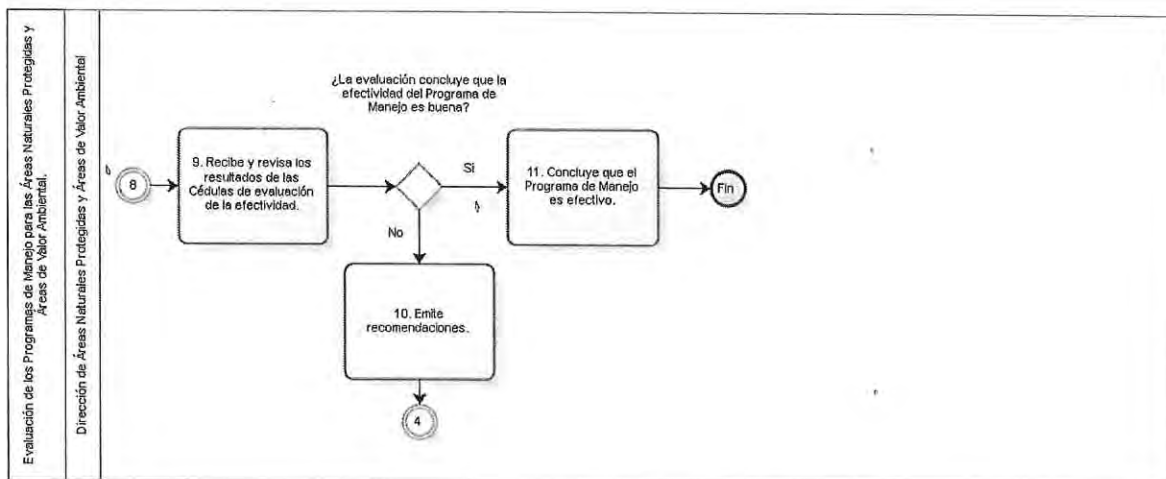 Evaluación de los Programas de Manejo para las Áreas Naturales Protegidas y
Áreas de Valor Ambiental.
Dirección de Áreas Naturales Protegidas y Áreas de Valor Ambiental
¿La evaluación concluye que la
efectividad del Programa de
Manejo es buena?
8
9. Recibe y revisa los
resultados de las
Cédulas de evaluación
de la efectividad.
Sí
11. Concluye que el
Programa de Manejo
es efectivo.
Fin
No
10. Emite
recomendaciones.
4